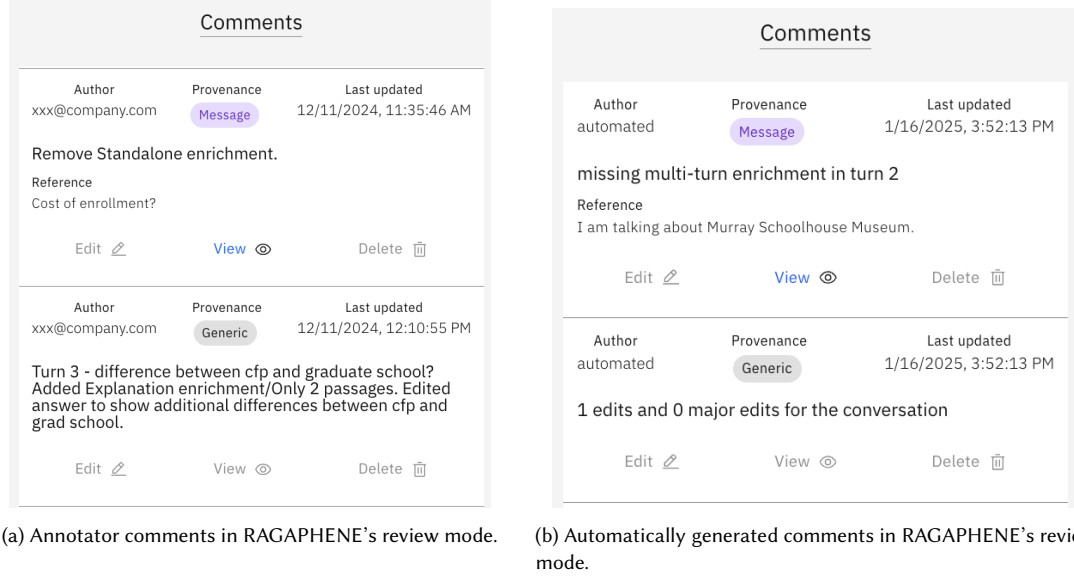 Comments
Author Provenance Last updated
xxx@company.com Message 12/11/2024, 11:35:46 AM
Remove Standalone enrichment.
Reference
Cost of enrollment?
Edit View Delete
Author Provenance Last updated
xxx@company.com Generic 12/11/2024, 12:10:55 PM
Turn 3 - difference between cfp and graduate school?
Added Explanation enrichment/Only 2 passages. Edited
answer to show additional differences between cfp and
grad school.
Edit View Delete
(a) Annotator comments in RAGAPHENE's review mode.
Comments
Author Provenance Last updated
automated Message 1/16/2025, 3:52:13 PM
missing multi-turn enrichment in turn 2
Reference
I am talking about Murray Schoolhouse Museum.
Edit View Delete
Author Provenance Last updated
automated Generic 1/16/2025, 3:52:13 PM
1 edits and 0 major edits for the conversation
Edit View Delete
(b) Automatically generated comments in RAGAPHENE's
mode.